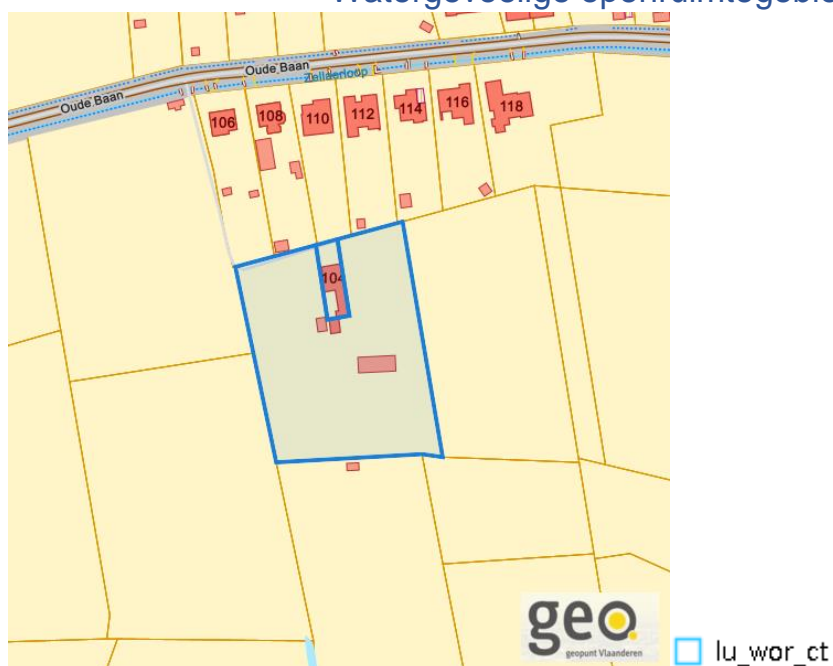 Oude Baan
Zellaerloop
Oude Baan
106
108
110
112
114
116
118
104
geo.
geopunt Vlaanderen
lu_wor_ct